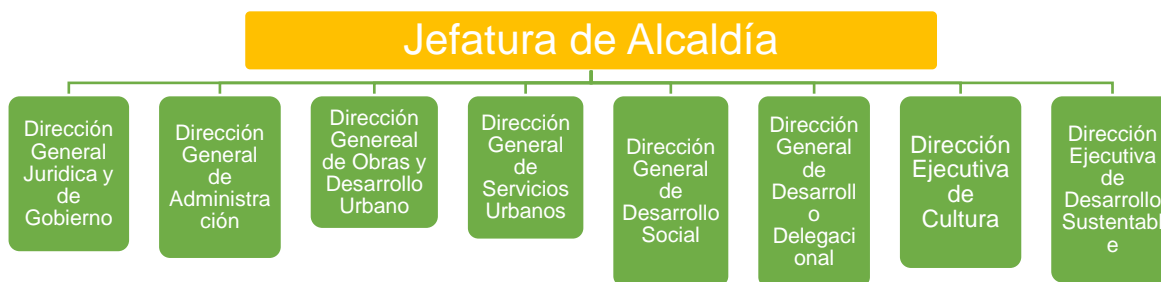 Jefatura de Alcaldía
Dirección
General
Juridica y
de
Gobierno
Dirección
General
de
Administra
ción
Dirección
Genereal
de Obras y
Desarrollo
Urbano
Dirección
General
de
Servicios
Urbanos
Dirección
General
de
Desarrollo
Social
Dirección
General
de
Desarroll
o
Delegaci
onal
Dirección
Ejecutiva
de
Cultura
Dirección
Ejecutiva
de
Desarrollo
Sustentabl
e